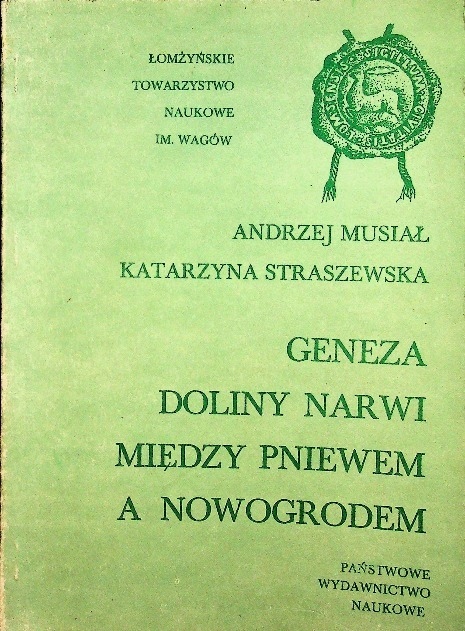 ŁOMŻYŃSKIE
TOWARZYSTWO
NAUKOWE
IM. WAGÓW
ANDRZEJ MUSIAŁ
KATARZYNA STRASZEWSKA
GENEZA
DOLINY NARWI
MIĘDZY PNIEWEM
A NOWOGRODEM
PAŃSTWOWE
WYDAWNICTWO
NAUKOWE